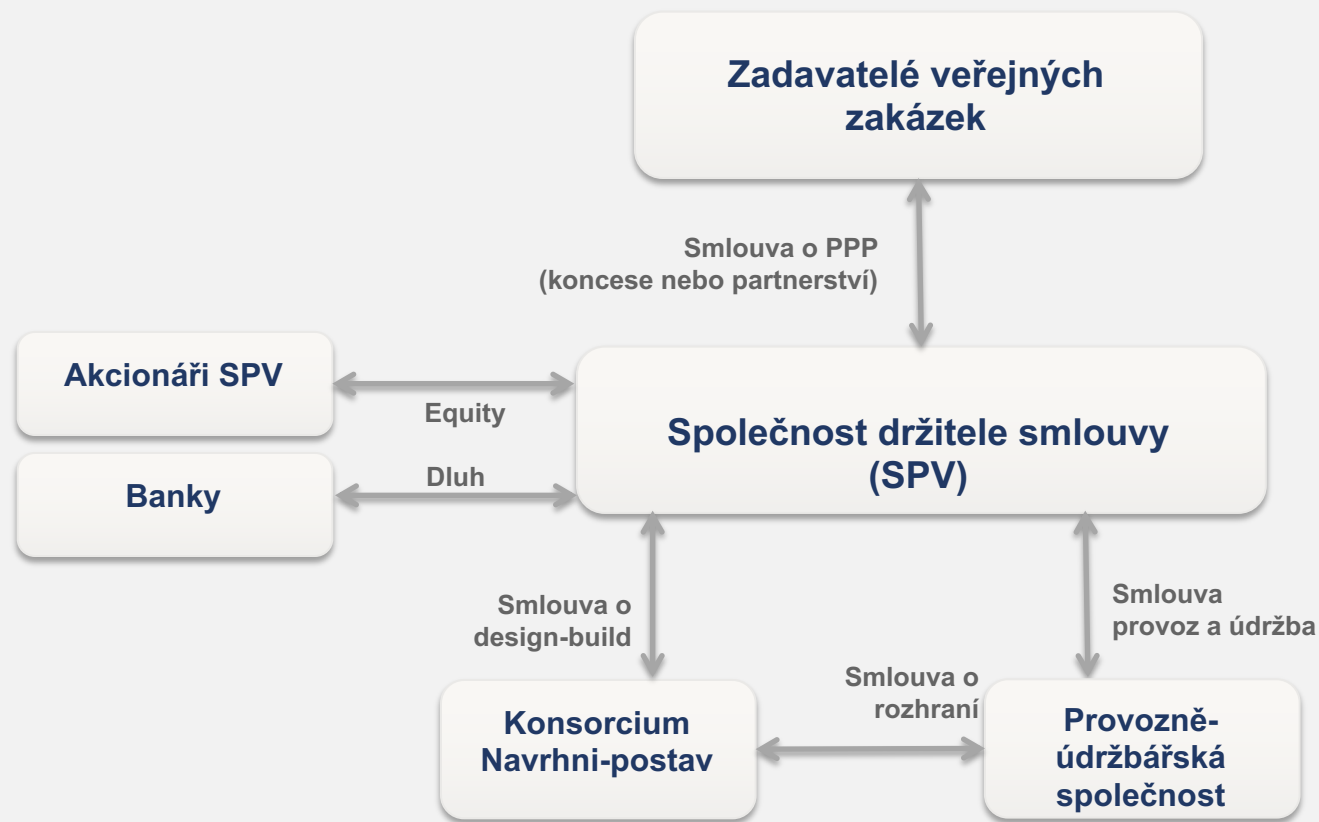 Zadavatelé veřejných
zakázek
Smlouva o PPP
(koncese nebo partnerství)
Akcionáři SPV
Equity
Společnost držitele smlouvy
(SPV)
Banky
Dluh
Smlouva o
design-build
Smlouva
provoz a údržba
Smlouva o
rozhraní
Konsorcium
Navrhni-postav
Provozně-
údržbářská
společnost